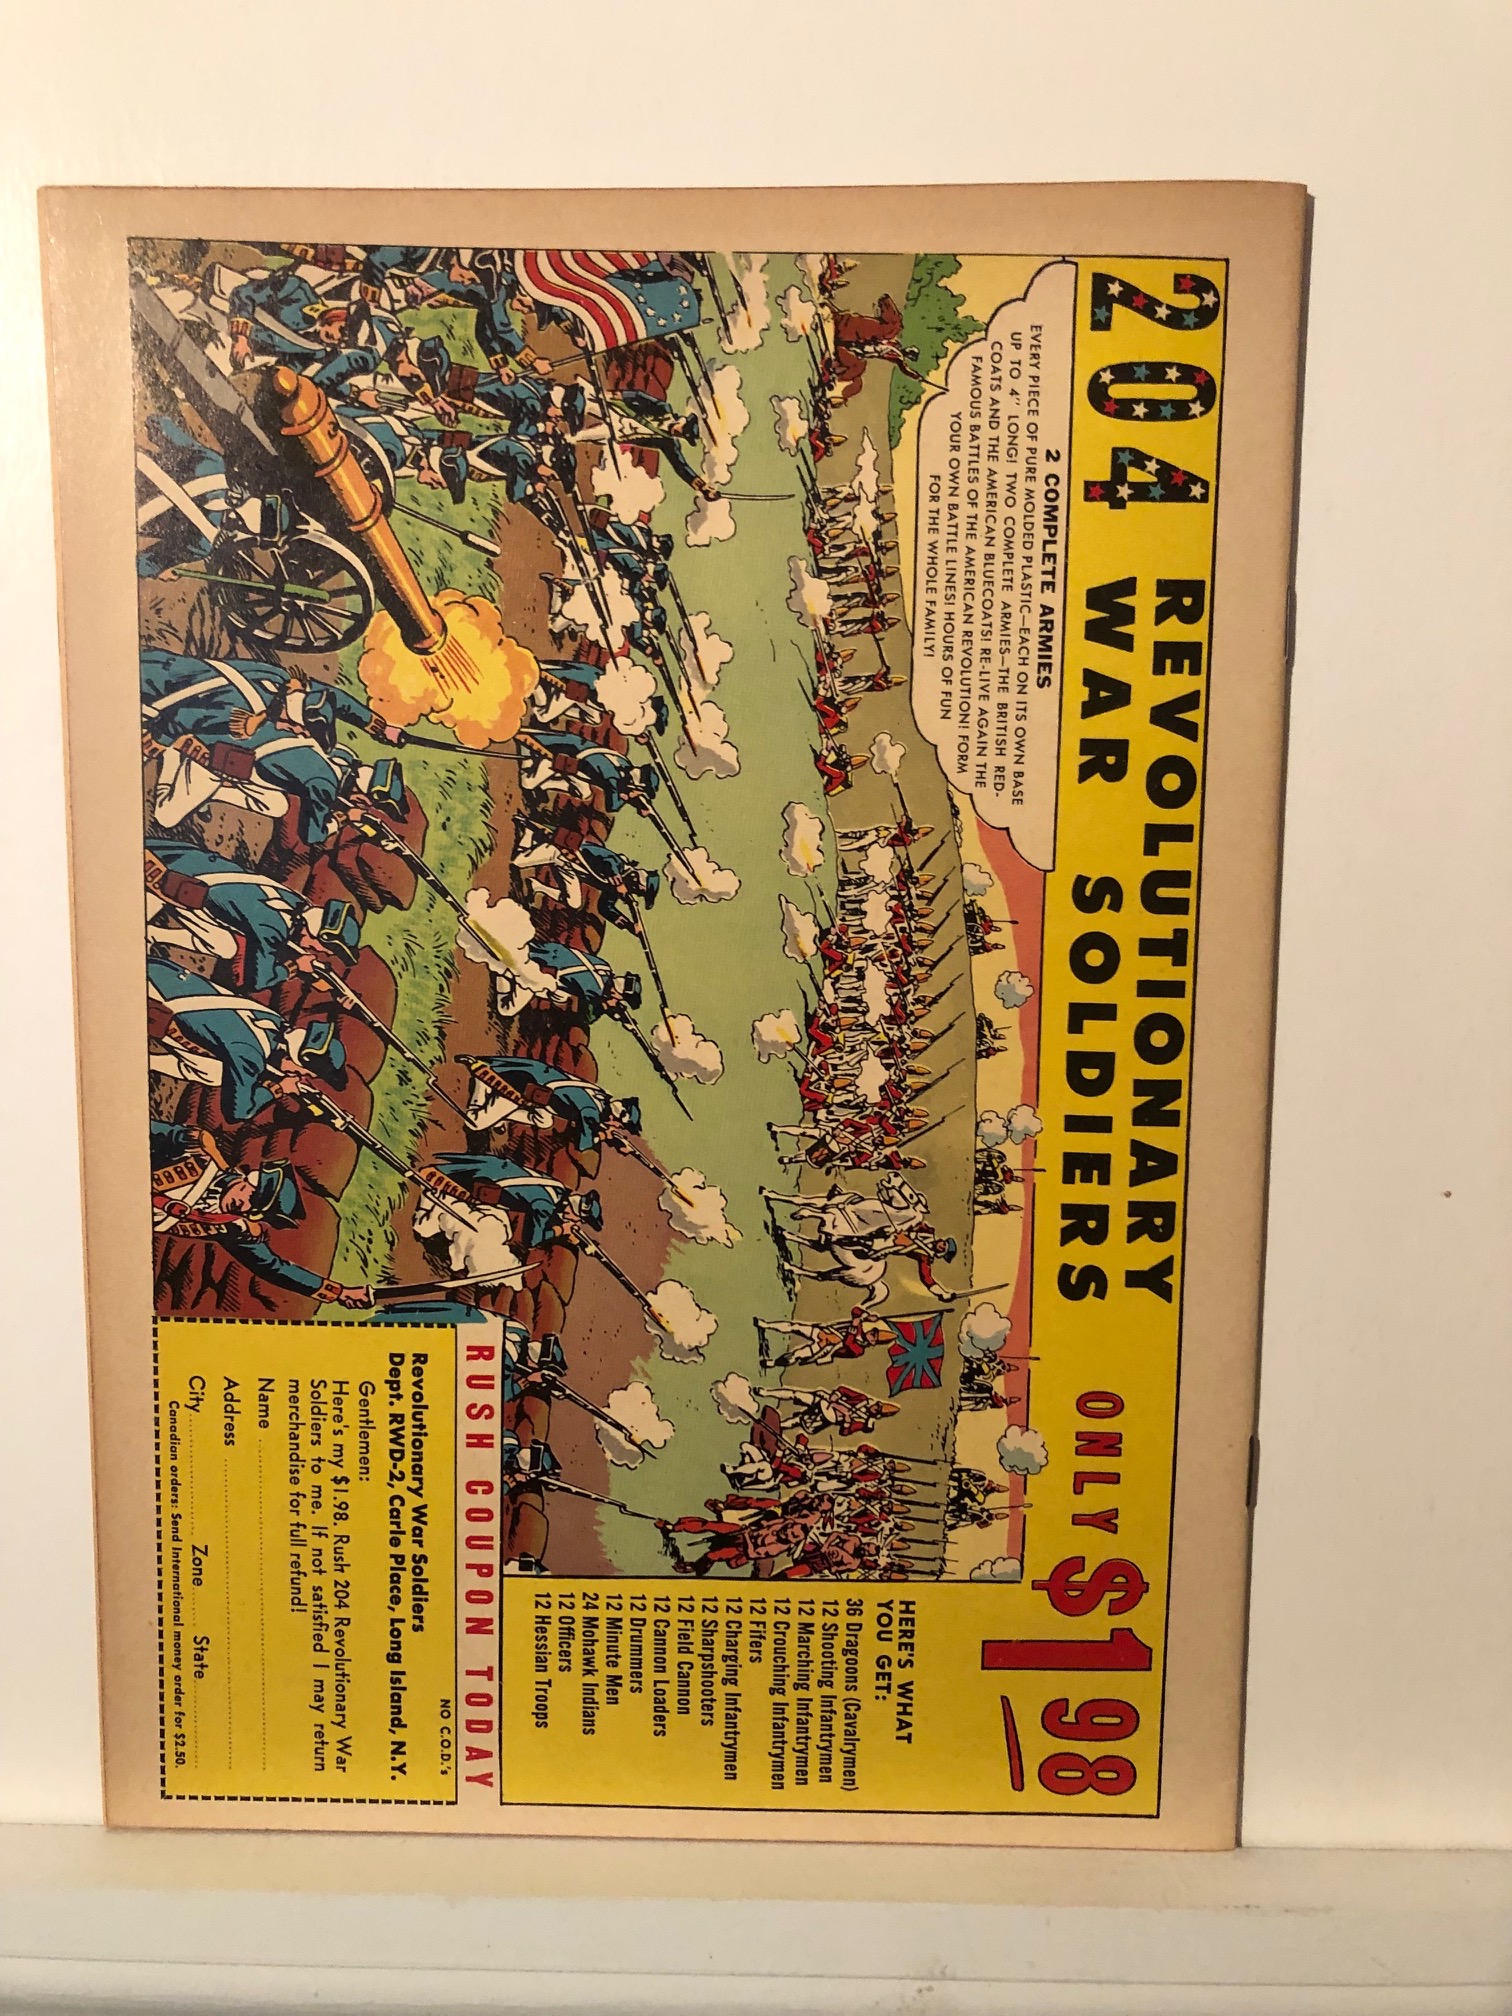 204 REVOLUTIONARY
WAR SOLDIERS
ONLY $1 98
2 COMPLETE ARMIES
EVERY PIECE OF PURE MOLDED PLASTIC—EACH ON ITS OWN BASE
UP TO 4" LONG! TWO COMPLETE ARMIES—THE BRITISH RED-
COATS AND THE AMERICAN BLUECOATS! RE-LIVE AGAIN THE
FAMOUS BATTLES OF THE AMERICAN REVOLUTION! FORM
YOUR OWN BATTLE LINES! HOURS OF FUN
FOR THE WHOLE FAMILY!
HERE'S WHAT
YOU GET:
36 Dragoons (Cavalrymen)
12 Shooting Infantrymen
12 Marching Infantrymen
12 Crouching Infantrymen
12 Fifers
12 Charging Infantrymen
12 Sharpshooters
12 Field Cannon
12 Cannon Loaders
12 Drummers
12 Minute Men
24 Mohawk Indians
12 Officers
12 Hessian Troops
RUSH COUPON TODAY
NO C.O.D.'s
Revolutionary War Soldiers
Dept. RWD-2, Carle Place, Long Island, N.Y.
Gentlemen:
Here's my $1.98. Rush 204 Revolutionary War
Soldiers to me. If not satisfied I may return
merchandise for full refund!
Name
Address
City Zone State
Canadian orders: Send International money order for $2.50.